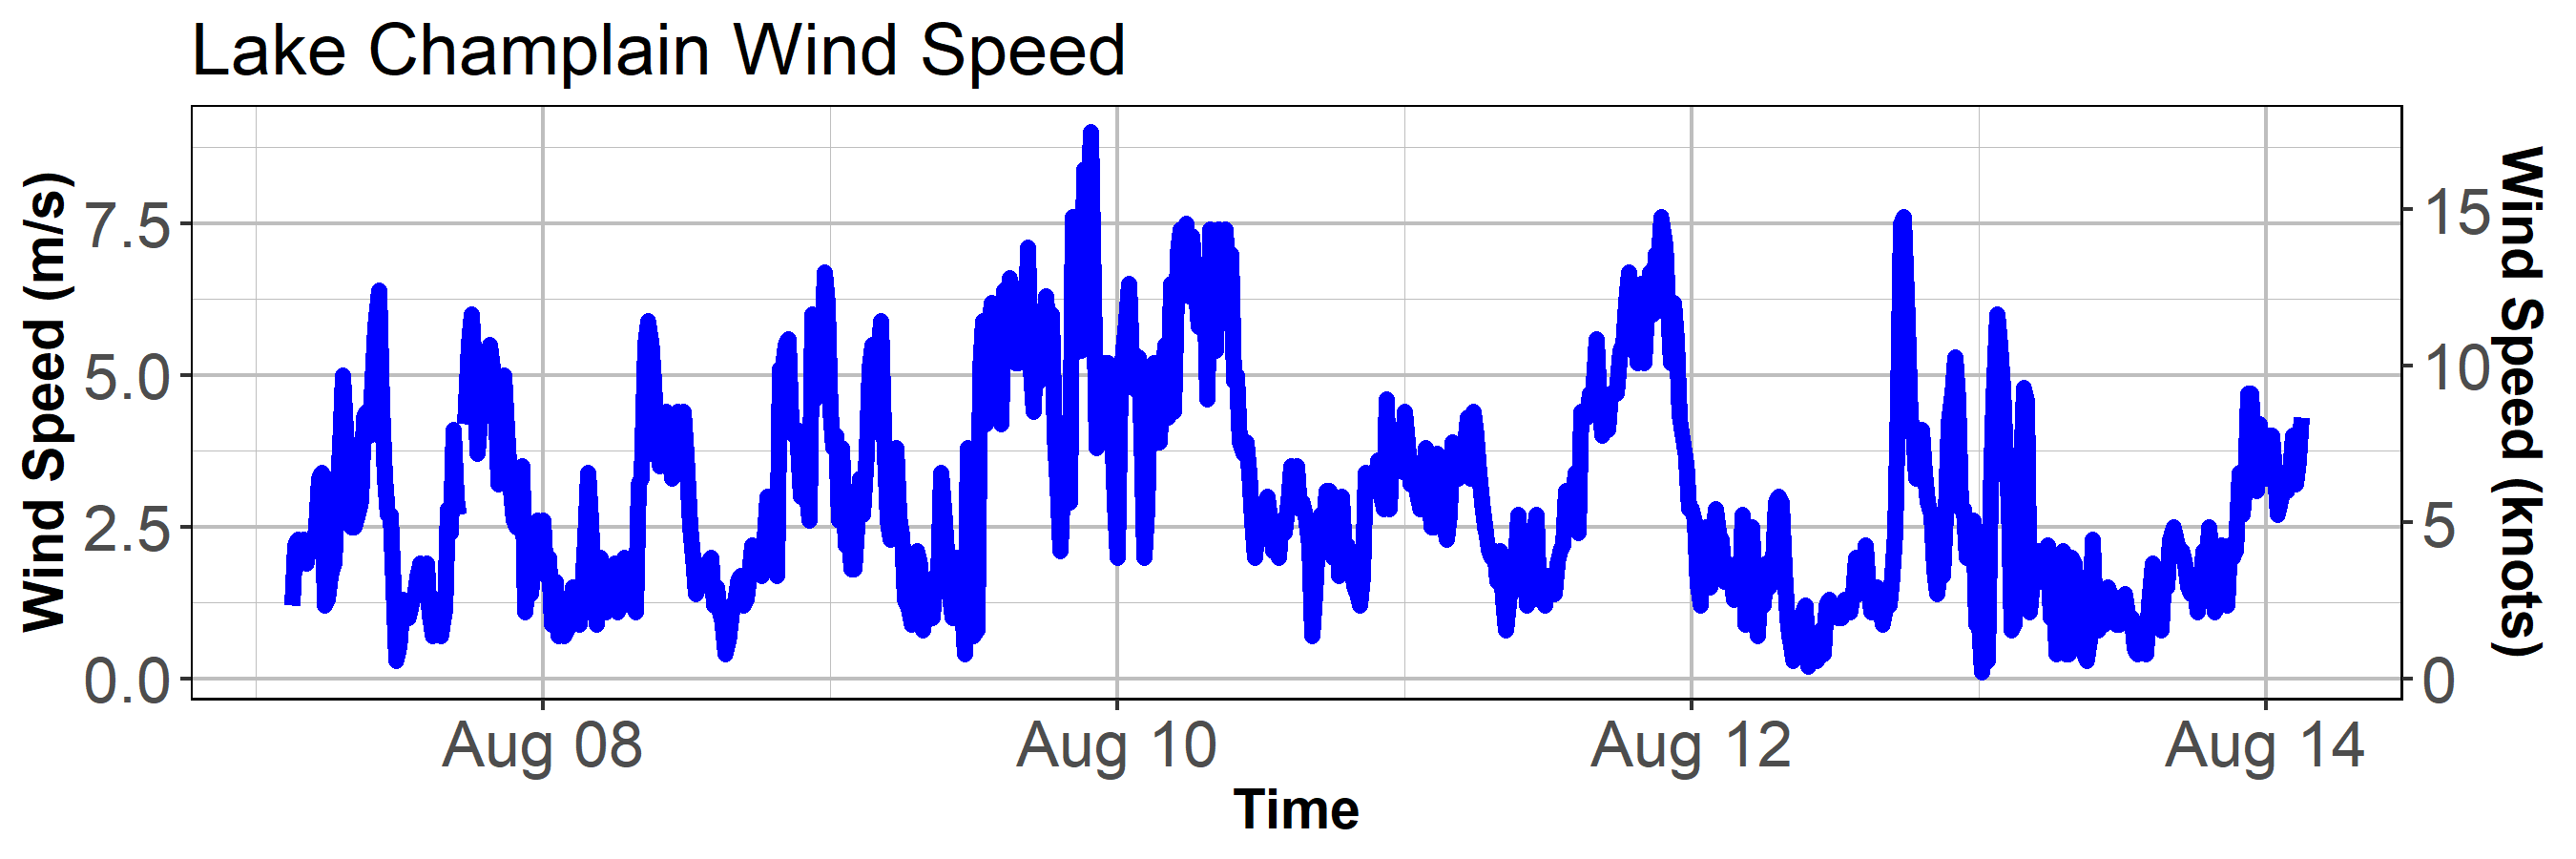 Lake Champlain Wind Speed
Wind Speed (m/s)
7.5
5.0
2.5
0.0
15
10
5
0
Wind Speed (knots)
Aug 08
Aug 10
Aug 12
Aug 14
Time